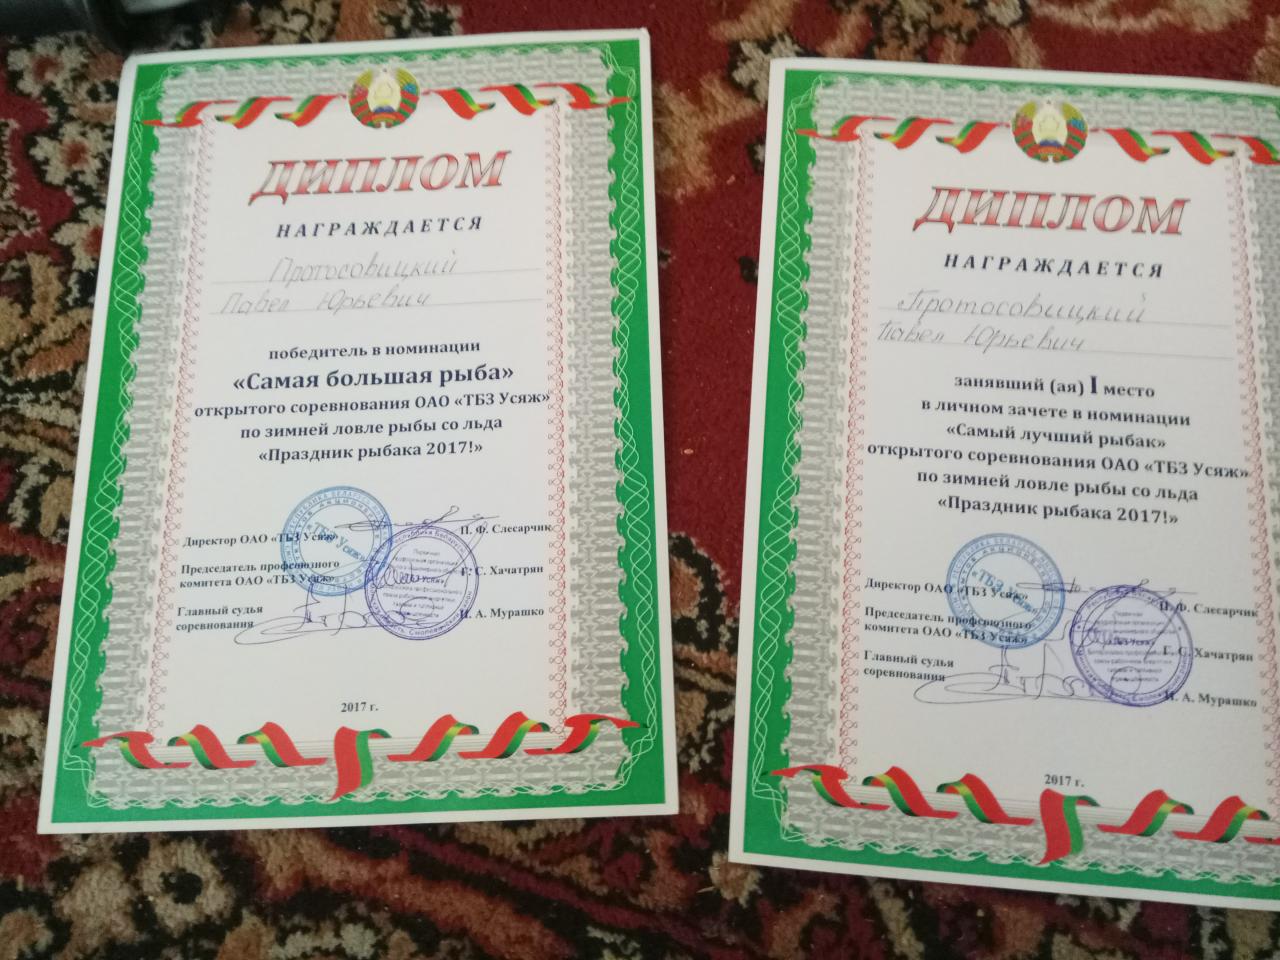 ДИПЛОМ
НАГРАЖДАЕТСЯ
Протосовицкий
Павел Юрьевич
победитель в номинации
«Самая большая рыба»
открытого соревнования ОАО «ТБЗ Усяж»
по зимней ловле рыбы со льда
«Праздник рыбака 2017!»
Директор ОАО «ТБЗ Усяж» П. Ф. Слесарчик
Председатель профсоюзного
комитета ОАО «ТБЗ Усяж» Г. С. Хачатрян
Главный судья
соревнования И. А. Мурашко
«ТБЗ Усяж»
2017 г.
ДИПЛОМ
НАГРАЖДАЕТСЯ
Протосовицкий
Павел Юрьевич
занявший (ая) I место
в личном зачете в номинации
«Самый лучший рыбак»
открытого соревнования ОАО «ТБЗ Усяж»
по зимней ловле рыбы со льда
«Праздник рыбака 2017!»
Директор ОАО «ТБЗ Усяж» П. Ф. Слесарчик
Председатель профсоюзного
комитета ОАО «ТБЗ Усяж» Г. С. Хачатрян
Главный судья
соревнования И. А. Мурашко
«ТБЗ Усяж»
2017 г.